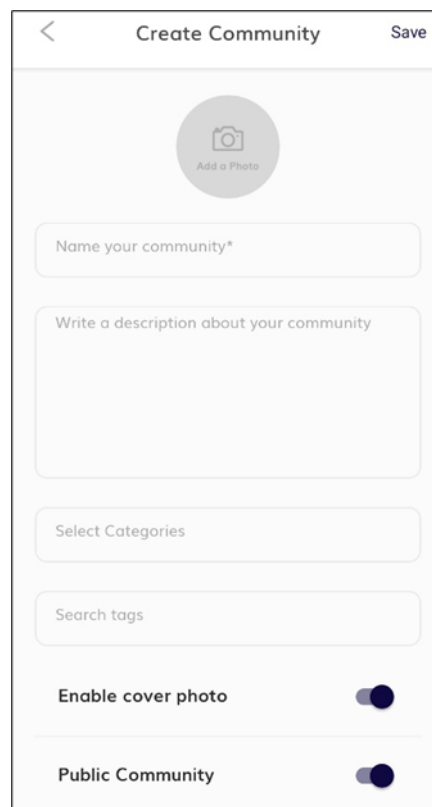 Create Community
Save
Add a Photo
Name your community*
Write a description about your community
Select Categories
Search tags
Enable cover photo
Public Community